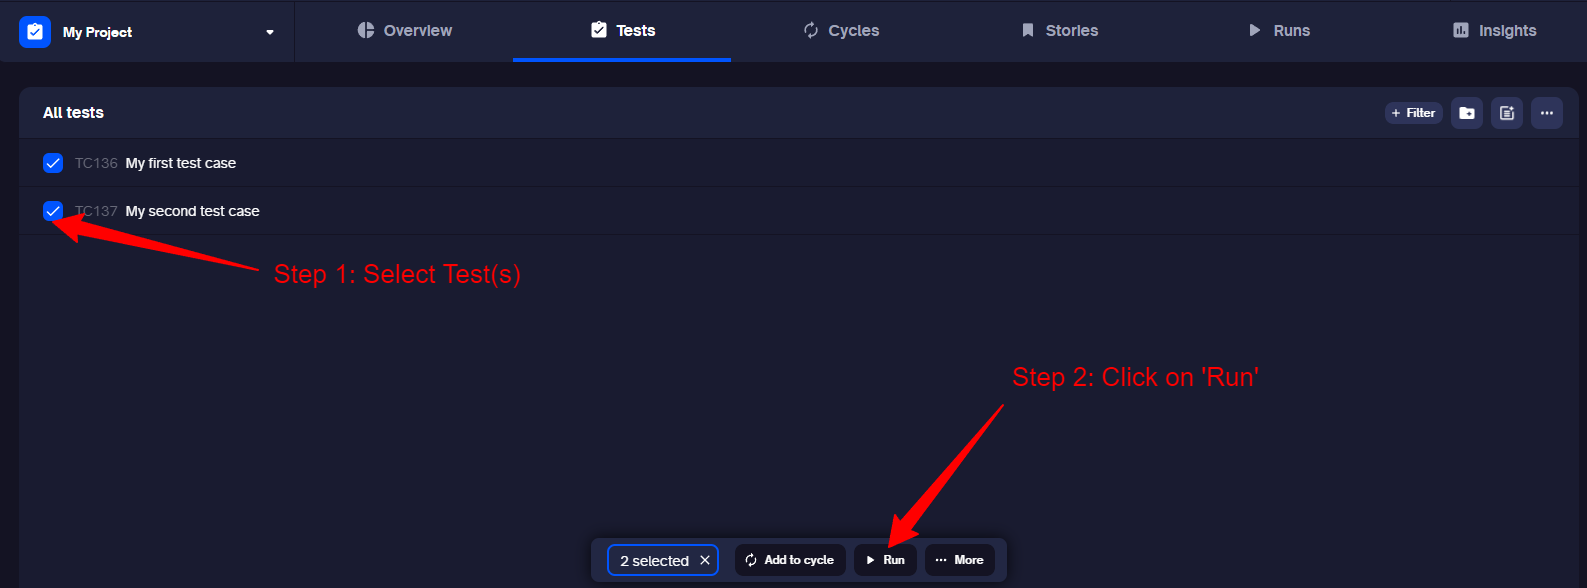 My Project
Overview
Tests
Cycles
Stories
Runs
Insights
All tests
+ Filter
TC136 My first test case
TC137 My second test case
Step 1: Select Test(s)
Step 2: Click on 'Run'
2 selected
Add to cycle
Run
More